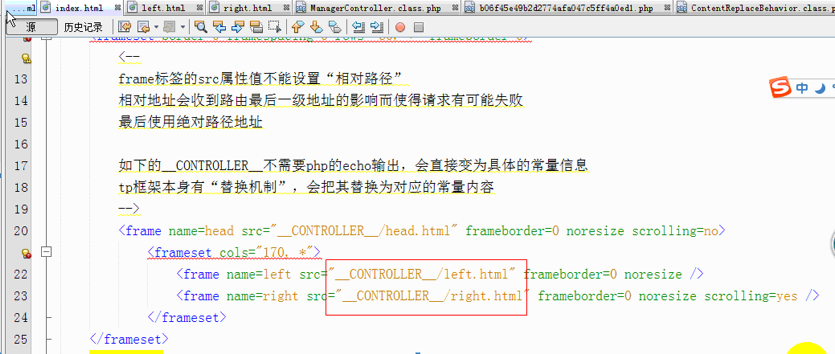 ...ml index.html left.html right.html ManagerController.class.php b06f45e49b2d2774afa047c5ff4a0ed1.php ContentReplaceBehavior.class.p
源 历史记录
<--
13 frame标签的src属性值不能设置“相对路径”
14 相对地址会收到路由最后一级地址的影响而使得请求有可能失败
15 最后使用绝对路径地址
16
17 如下的__CONTROLLER__不需要php的echo输出，会直接变为具体的常量信息
18 tp框架本身有“替换机制”，会把其替换为对应的常量内容
19 -->
20 <frame name=head src="__CONTROLLER__/head.html" frameborder=0 noresize scrolling=no>
<frameset cols="170, *">
22 <frame name=left src="__CONTROLLER__/left.html" frameborder=0 noresize />
23 <frame name=right src="__CONTROLLER__/right.html" frameborder=0 noresize scrolling=yes />
24 </frameset>
25 </frameset>
S 中